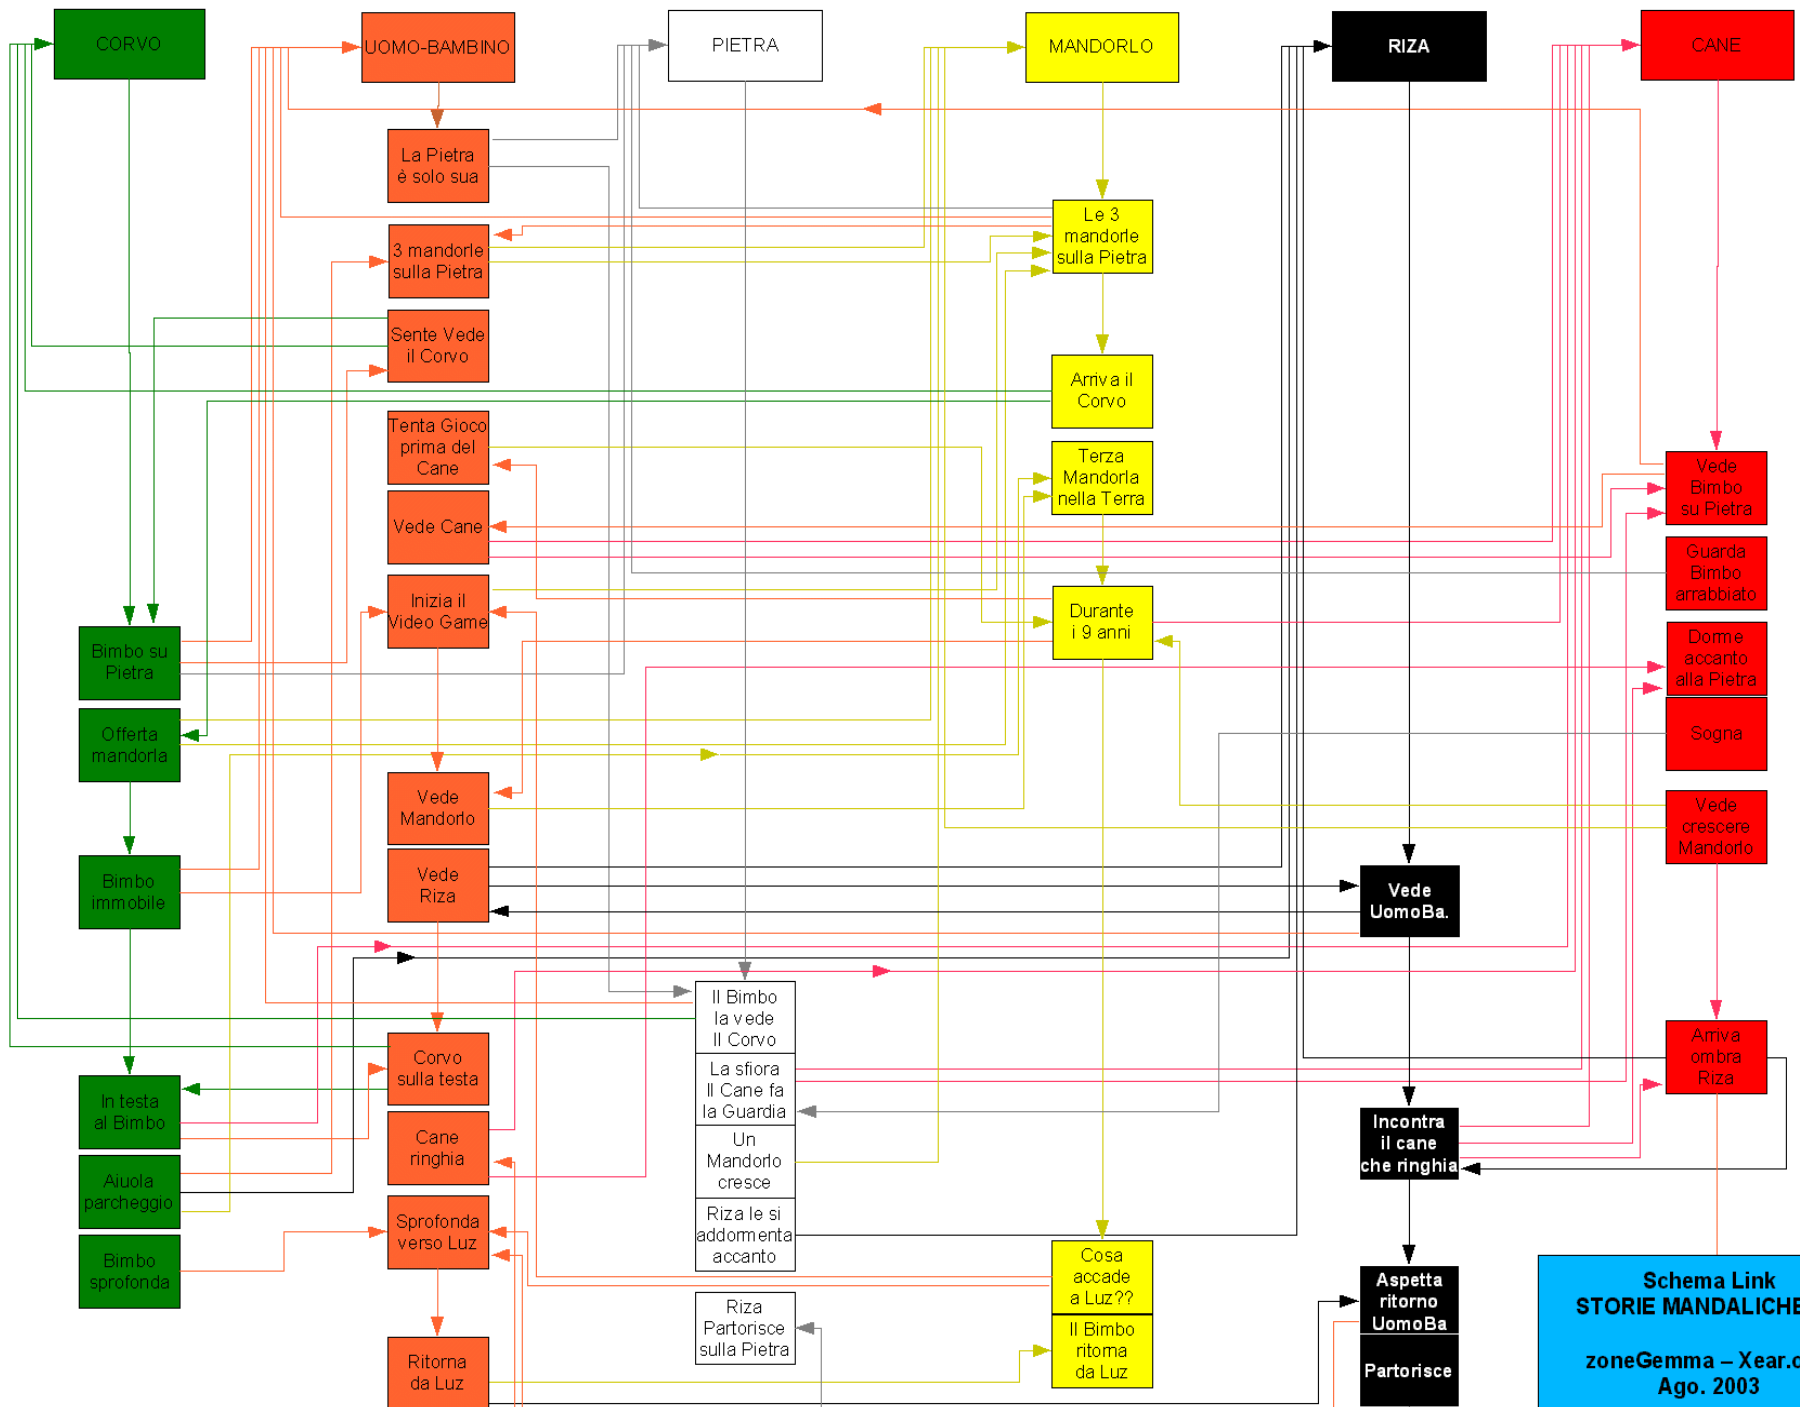 CORVO
UOMO-BAMBINO
PIETRA
MANDORLO
RIZA
CANE
La Pietra
è solo sua
3 mandorle
sulla Pietra
Sente Vede
il Corvo
Tenta Gioco
prima del
Cane
Vede Cane
Inizia il
Video Game
Vede
Mandorlo
Vede
Riza
Corvo
sulla testa
Cane
ringhia
Sprofonda
verso Luz
Ritorna
da Luz
Bimbo su
Pietra
Offerta
mandorla
Bimbo
immobile
In testa
al Bimbo
Aiuola
parcheggio
Bimbo
sprofonda
Il Bimbo
la vede
Il Corvo
La sfiora
Il Cane fa
la Guardia
Un
Mandorlo
cresce
Riza le si
addormenta
accanto
Riza
Partorisce
sulla Pietra
Le 3
mandorle
sulla Pietra
Arriva il
Corvo
Terza
Mandorla
nella Terra
Durante
i 9 anni
Cosa
accade
a Luz??
Il Bimbo
ritorna
da Luz
Vede
UomoBa.
Incontra
il cane
che ringhia
Aspetta
ritorno
UomoBa
Partorisce
Vede
Bimbo
su Pietra
Guarda
Bimbo
arrabbiato
Dorme
accanto
alla Pietra
Sogna
Vede
crescere
Mandorlo
Arriva
ombra
Riza
Schema Link
STORIE MANDALICHE
zoneGemma – Xear.o
Ago. 2003